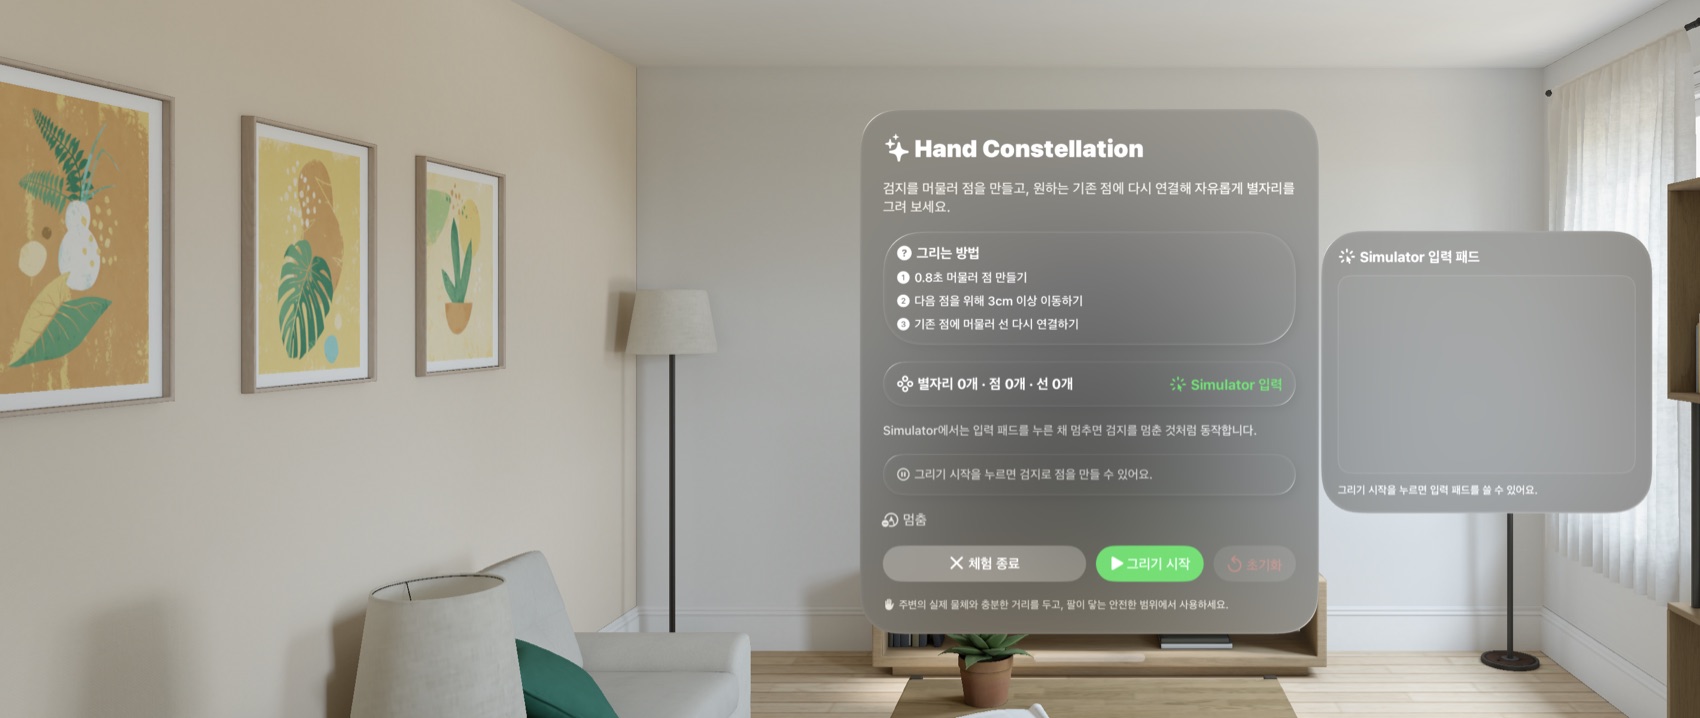 Hand Constellation
검지를 머물러 점을 만들고, 원하는 기존 점에 다시 연결해 자유롭게 별자리를
그려 보세요.
? 그리는 방법
1 0.8초 머물러 점 만들기
2 다음 점을 위해 3cm 이상 이동하기
3 기존 점에 머물러 선 다시 연결하기
별자리 0개 · 점 0개 · 선 0개
Simulator 입력
Simulator에서는 입력 패드를 누른 채 멈추면 검지를 멈춘 것처럼 동작합니다.
그리기 시작을 누르면 검지로 점을 만들 수 있어요.
멈춤
체험 종료
그리기 시작
초기화
주변의 실제 물체와 충분한 거리를 두고, 팔이 닿는 안전한 범위에서 사용하세요.
Simulator 입력 패드
그리기 시작을 누르면 입력 패드를 쓸 수 있어요.